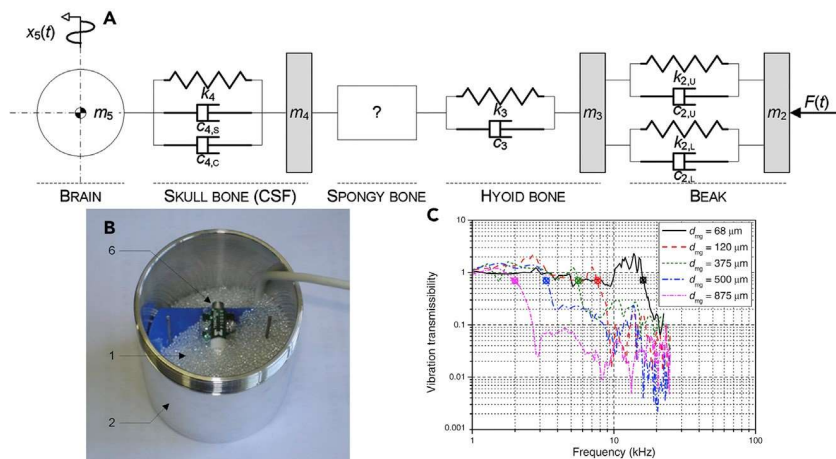 A
x5(t)
m5
k4
c4,S
c4,C
m4
?
k3
c3
m3
k2,U
c2,U
k2,L
c2,L
m2
F(t)
BRAIN
SKULL BONE (CSF)
SPONGY BONE
HYOID BONE
BEAK
B
6
1
2
C
Vibration transmissibility
10
1
0.1
0.01
0.001
1
10
100
Frequency (kHz)
dmg = 68 μm
dmg = 120 μm
dmg = 375 μm
dmg = 500 μm
dmg = 875 μm